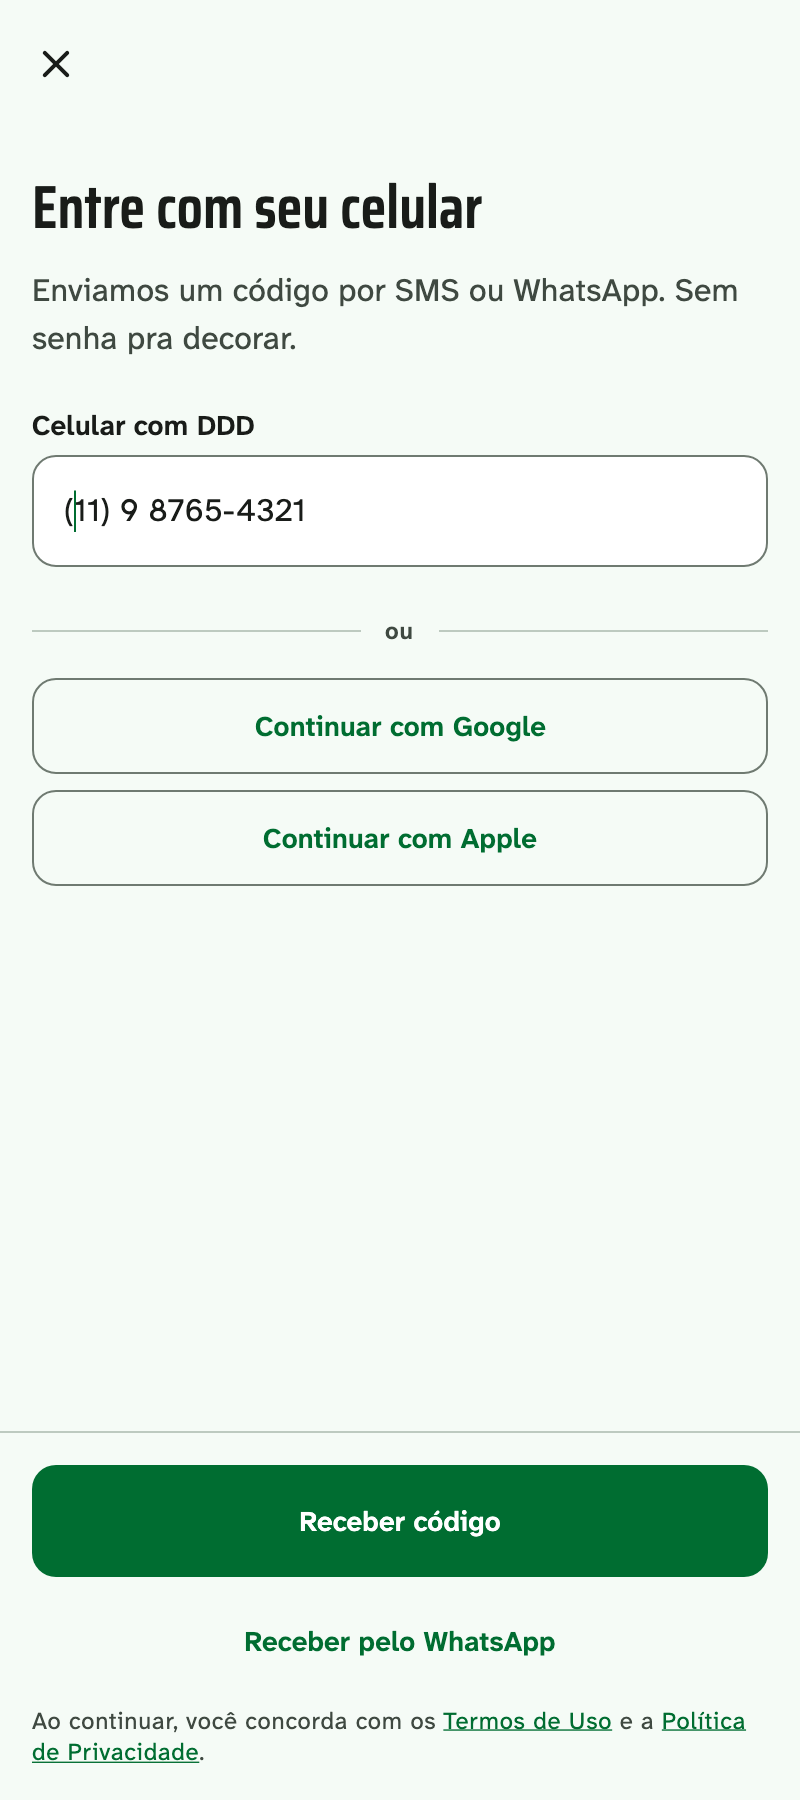 Entre com seu celular
Enviamos um código por SMS ou WhatsApp. Sem
senha pra decorar.
Celular com DDD
(11) 9 8765-4321
ou
Continuar com Google
Continuar com Apple
Receber código
Receber pelo WhatsApp
Ao continuar, você concorda com os Termos de Uso e a Política
de Privacidade.